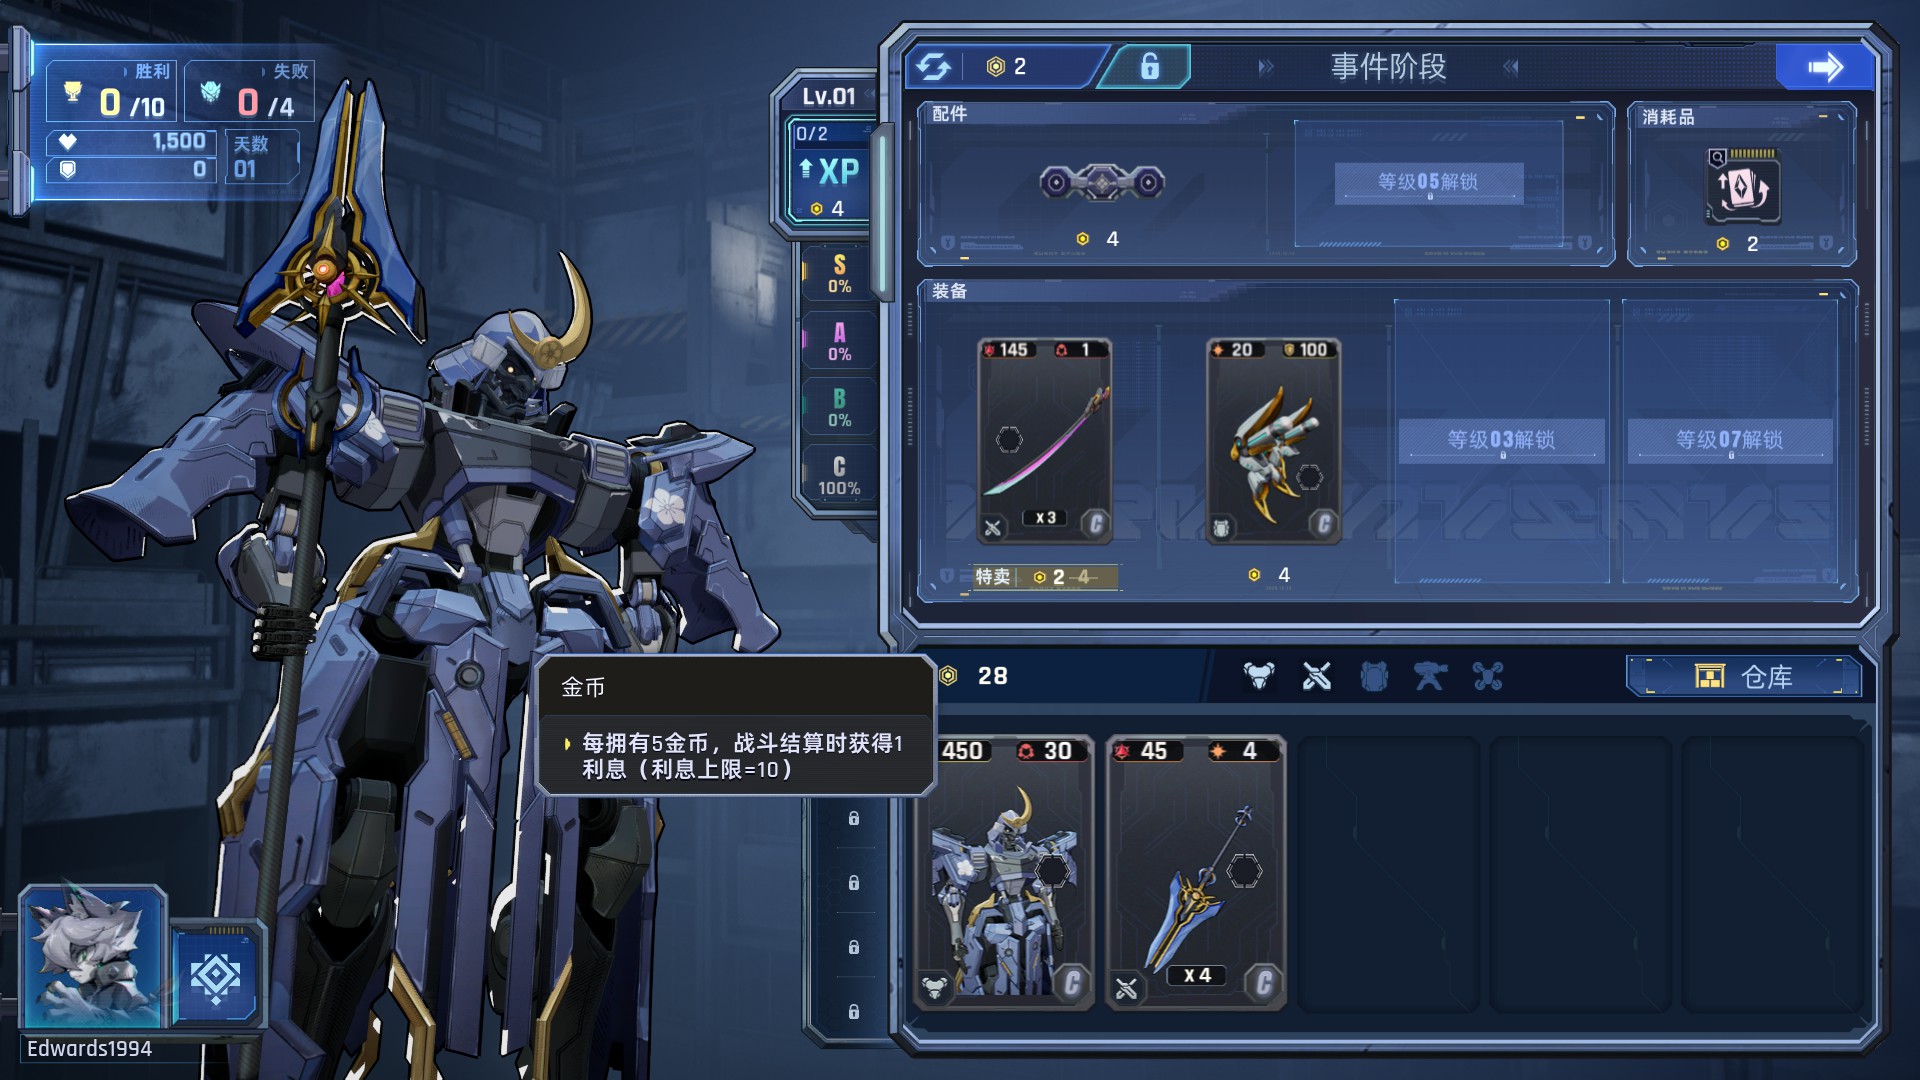 胜利
0/10
失败
0/4
1,500
0
天数
01
Lv.01
0/2
XP
4
S
0%
A
0%
B
0%
C
100%
2
事件阶段
配件
4
等级05解锁
消耗品
2
装备
145
1
x3
C
特卖
2 4
20
100
C
4
等级03解锁
等级07解锁
28
仓库
金币
每拥有5金币，战斗结算时获得1
利息（利息上限=10）
450
30
C
45
4
x4
C
Edwards1994